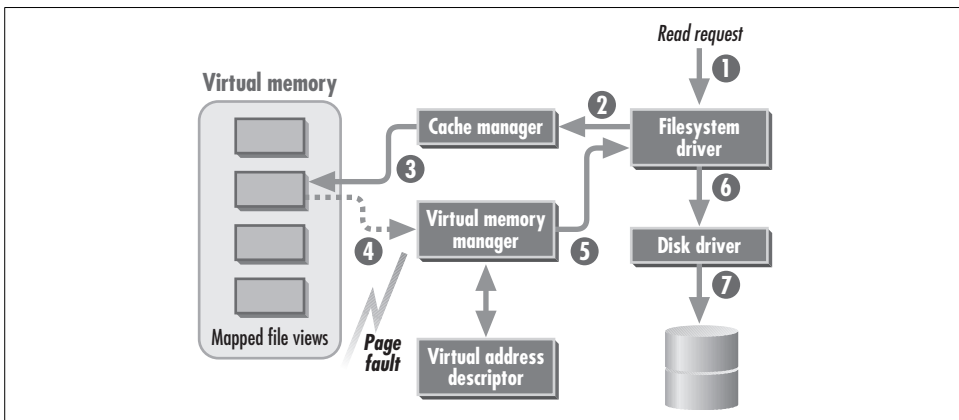 Read request
1
Virtual memory
2
Cache manager
Filesystem
driver
3
6
Virtual memory
manager
4
5
Disk driver
7
Mapped file views
Page
fault
Virtual address
descriptor